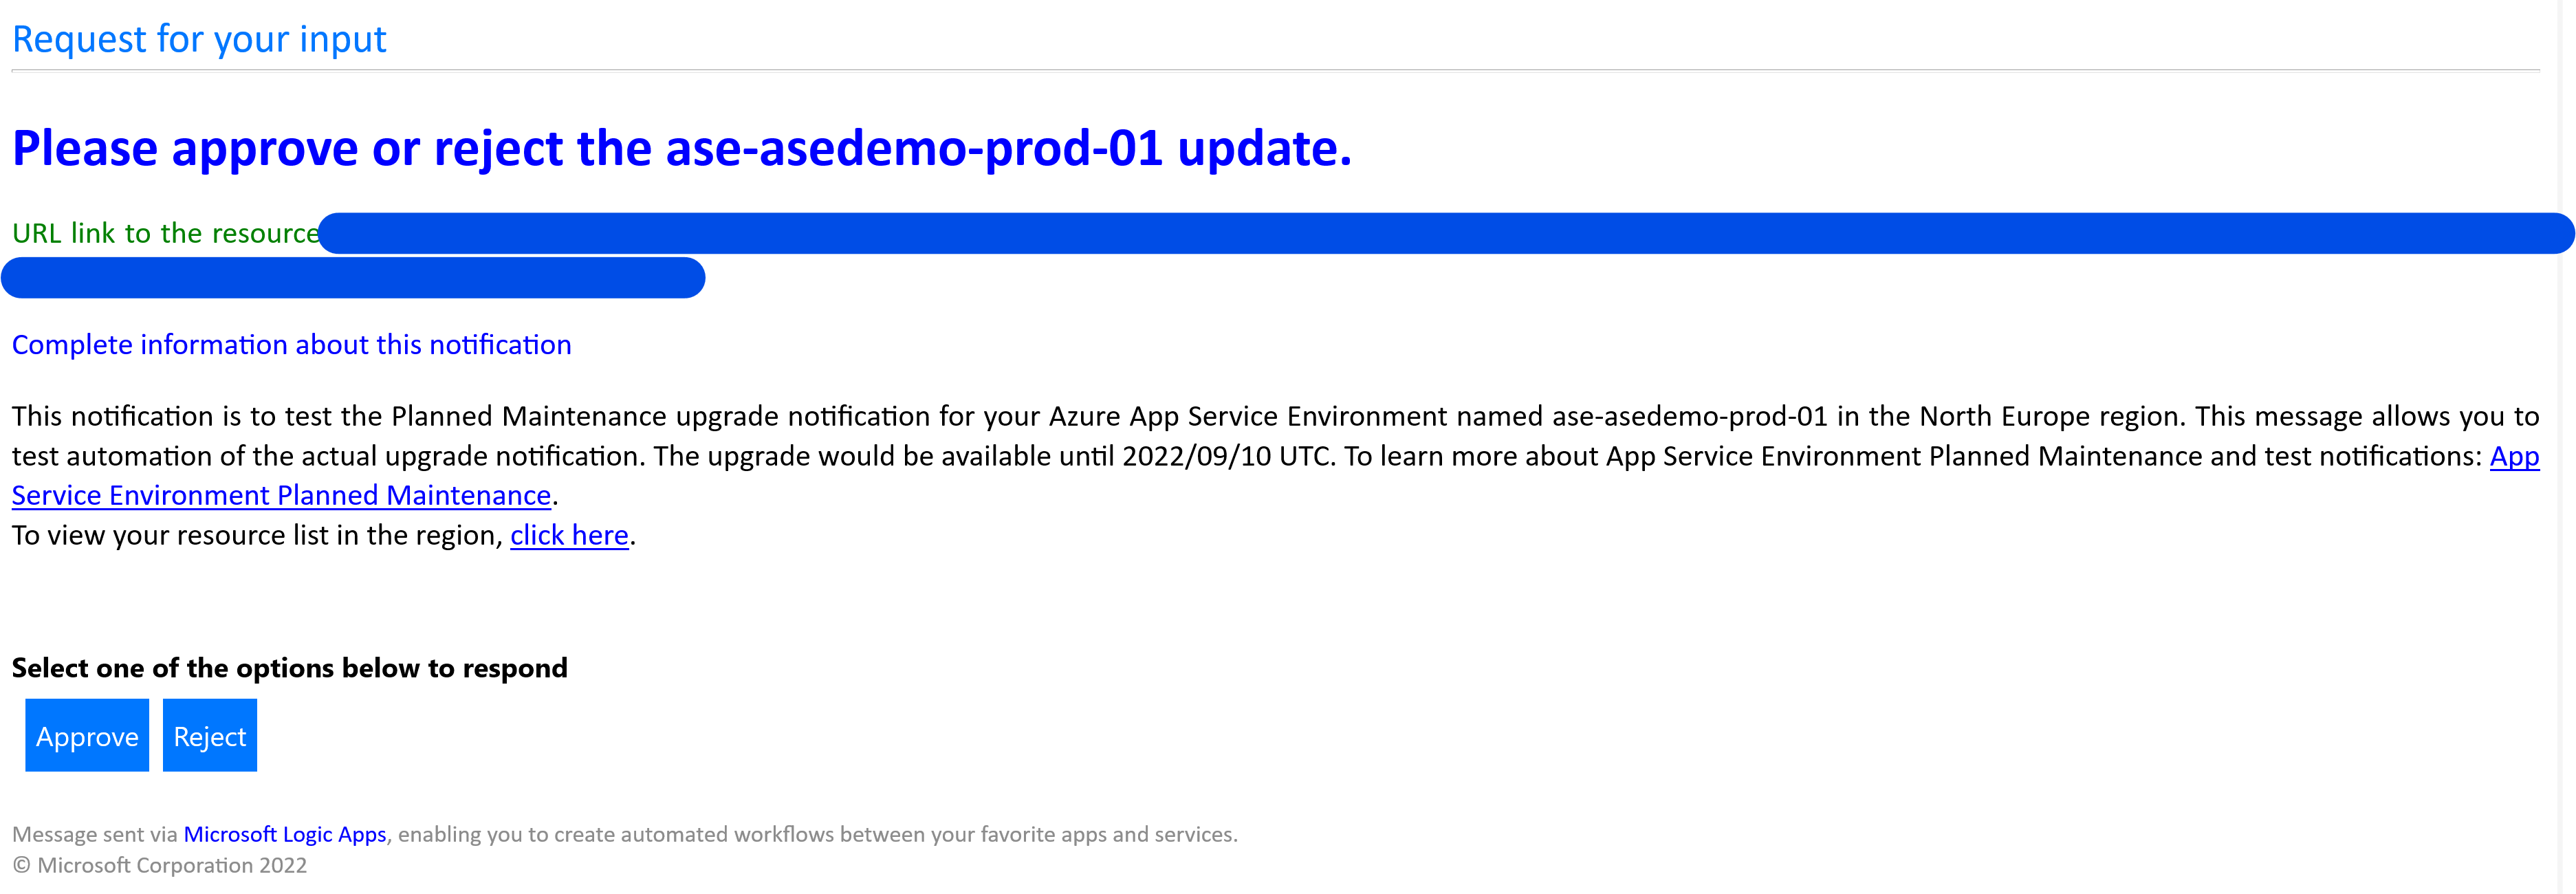 Request for your input
Please approve or reject the ase-asedemo-prod-01 update.
URL link to the resource
Complete information about this notification
This notification is to test the Planned Maintenance upgrade notification for your Azure App Service Environment named ase-asedemo-prod-01 in the North Europe region. This message allows you to
test automation of the actual upgrade notification. The upgrade would be available until 2022/09/10 UTC. To learn more about App Service Environment Planned Maintenance and test notifications: App
Service Environment Planned Maintenance.
To view your resource list in the region, click here.
Select one of the options below to respond
Approve Reject
Message sent via Microsoft Logic Apps, enabling you to create automated workflows between your favorite apps and services.
© Microsoft Corporation 2022